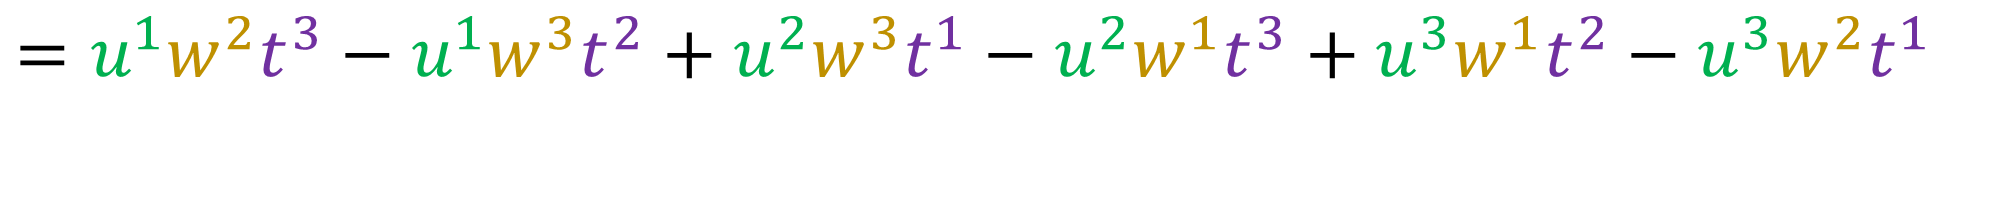 = u¹w²t³ − u¹w³t² + u²w³t¹ − u²w¹t³ + u³w¹t² − u³w²t¹